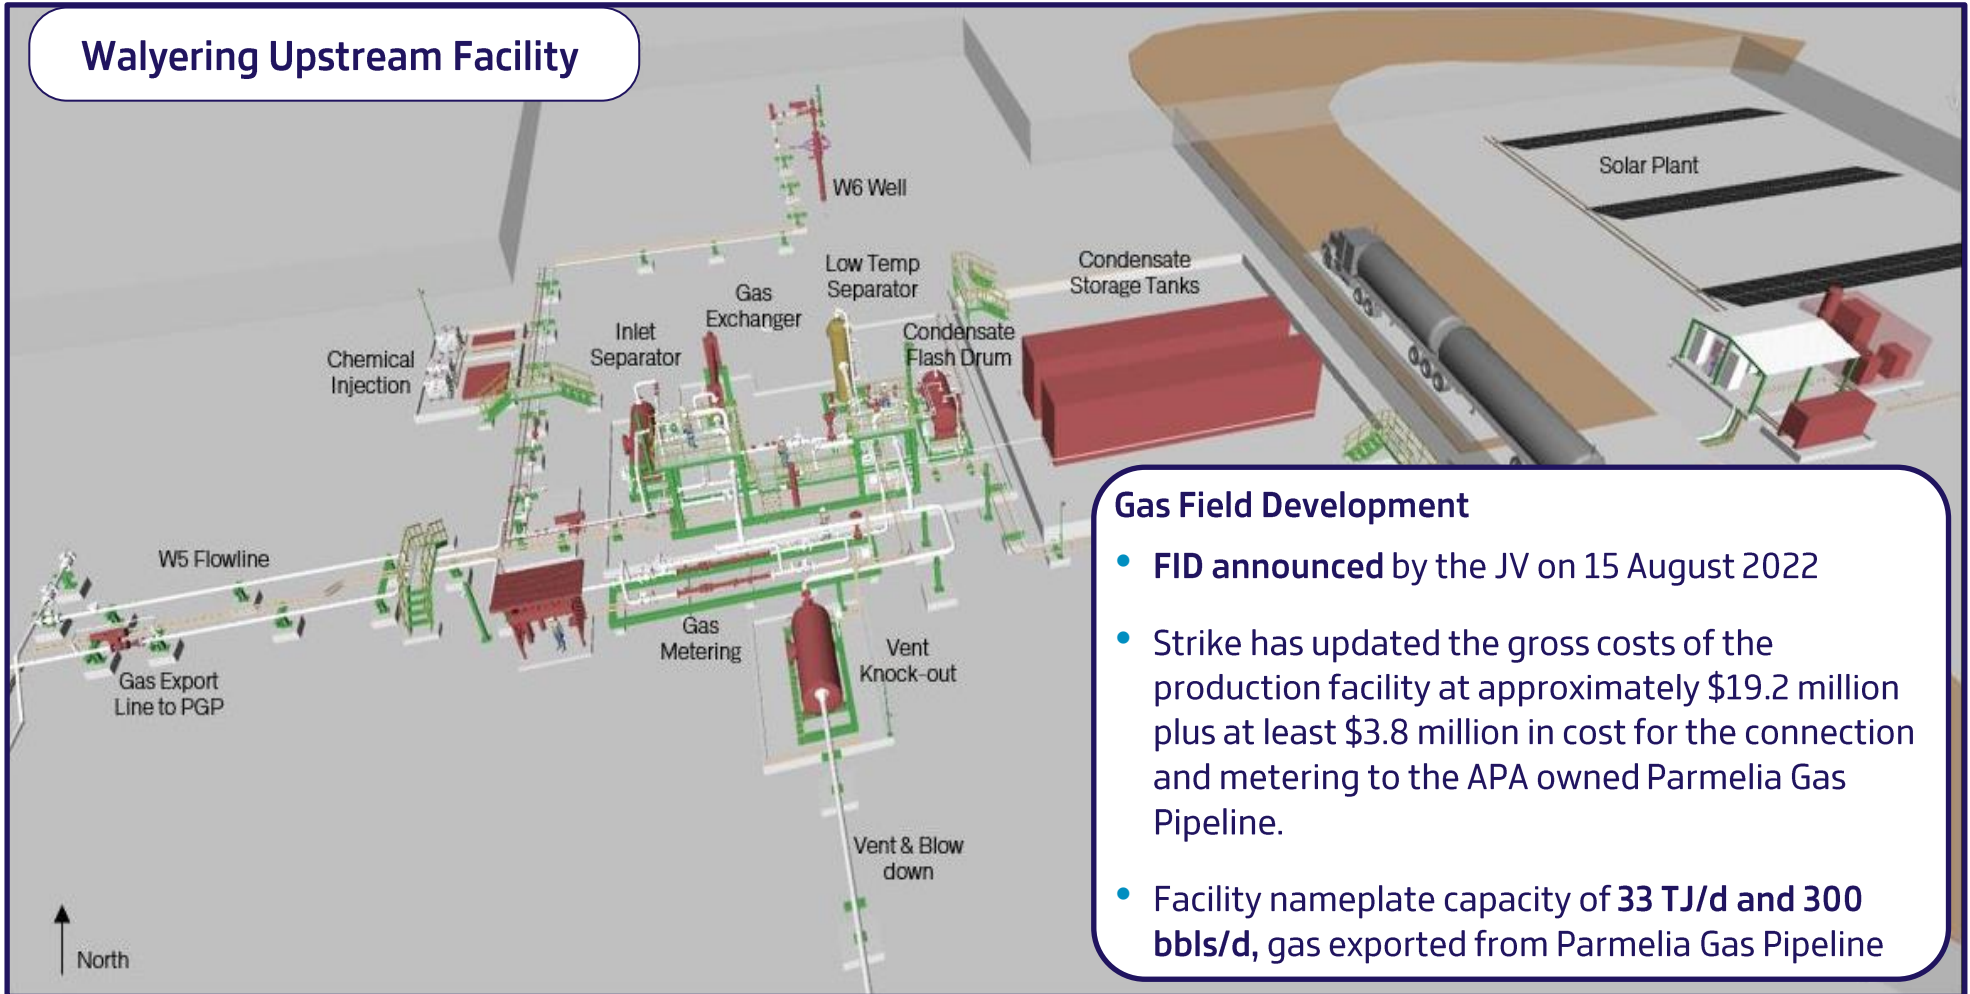 Walyering Upstream Facility
W6 Well
Solar Plant
Low Temp
Separator
Condensate
Storage Tanks
Gas
Exchanger
Inlet
Separator
Condensate
Flash Drum
Chemical
Injection
W5 Flowline
Gas
Metering
Vent
Knock-out
Gas Export
Line to PGP
Vent & Blow
down
North
Gas Field Development
• FID announced by the JV on 15 August 2022
• Strike has updated the gross costs of the
production facility at approximately $19.2 million
plus at least $3.8 million in cost for the connection
and metering to the APA owned Parmelia Gas
Pipeline.
• Facility nameplate capacity of 33 TJ/d and 300
bbls/d, gas exported from Parmelia Gas Pipeline